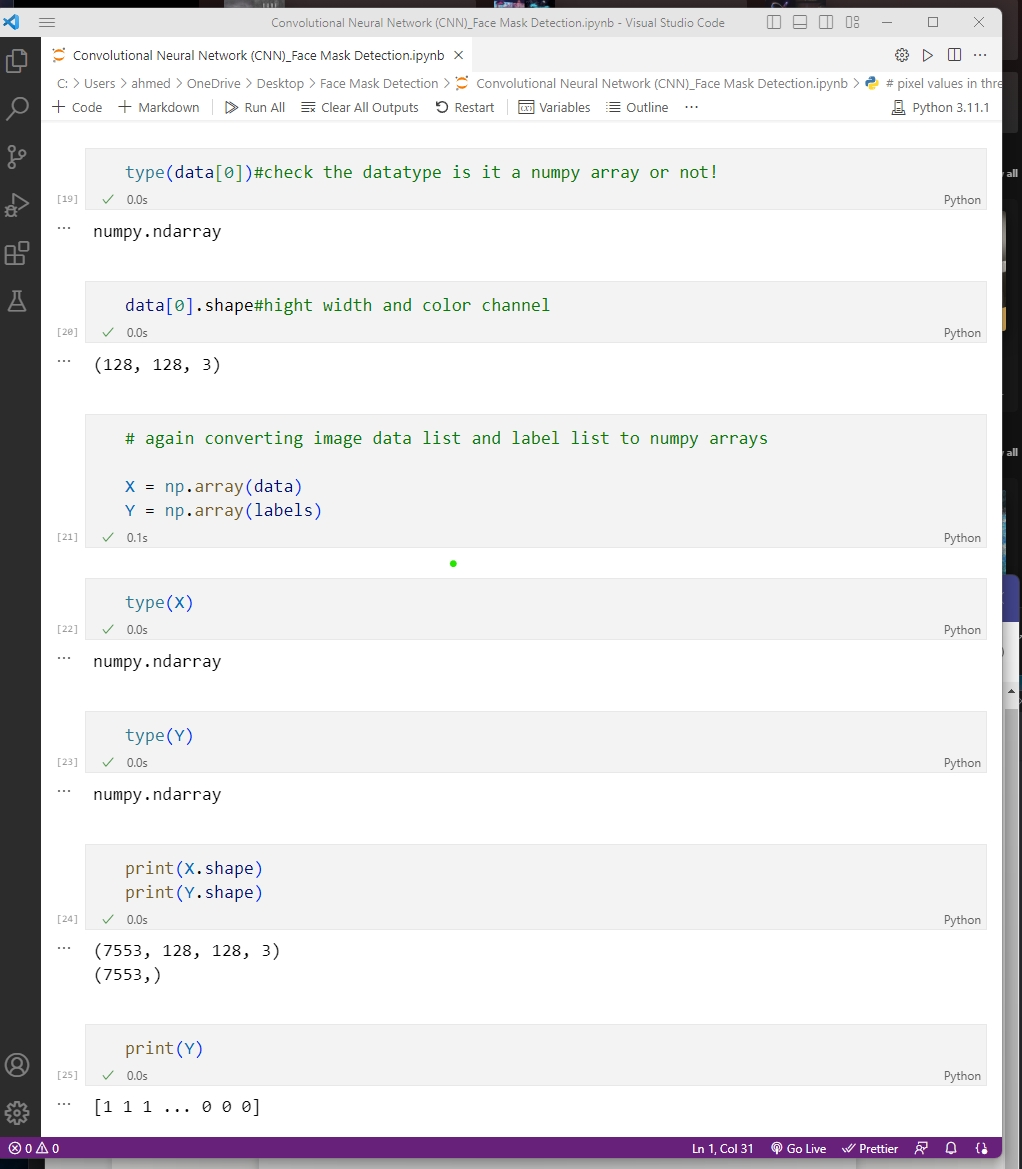 Convolutional Neural Network (CNN)_Face Mask Detection.ipynb - Visual Studio Code
Convolutional Neural Network (CNN)_Face Mask Detection.ipynb
C: > Users > ahmed > OneDrive > Desktop > Face Mask Detection > Convolutional Neural Network (CNN)_Face Mask Detection.ipynb > # pixel values in thre
+ Code + Markdown Run All Clear All Outputs Restart Variables Outline ... Python 3.11.1
all
type(data[0])#check the datatype is it a numpy array or not!
[19] 0.0s Python
... numpy.ndarray
data[0].shape#hight width and color channel
[20] 0.0s Python
... (128, 128, 3)
# again converting image data list and label list to numpy arrays
all
X = np.array(data)
Y = np.array(labels)
[21] 0.1s Python
type(X)
[22] 0.0s Python
... numpy.ndarray
type(Y)
[23] 0.0s Python
... numpy.ndarray
print(X.shape)
print(Y.shape)
[24] 0.0s Python
... (7553, 128, 128, 3)
(7553,)
print(Y)
[25] 0.0s Python
... [1 1 1 ... 0 0 0]
0 0 Ln 1, Col 31 Go Live Prettier